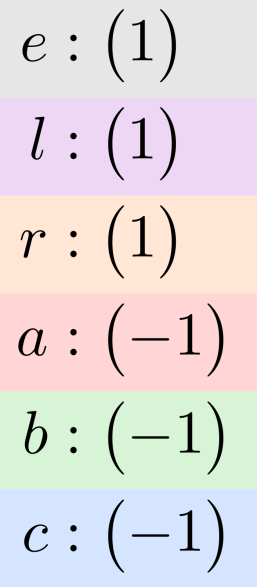 e : (1)
l : (1)
r : (1)
a : (−1)
b : (−1)
c : (−1)